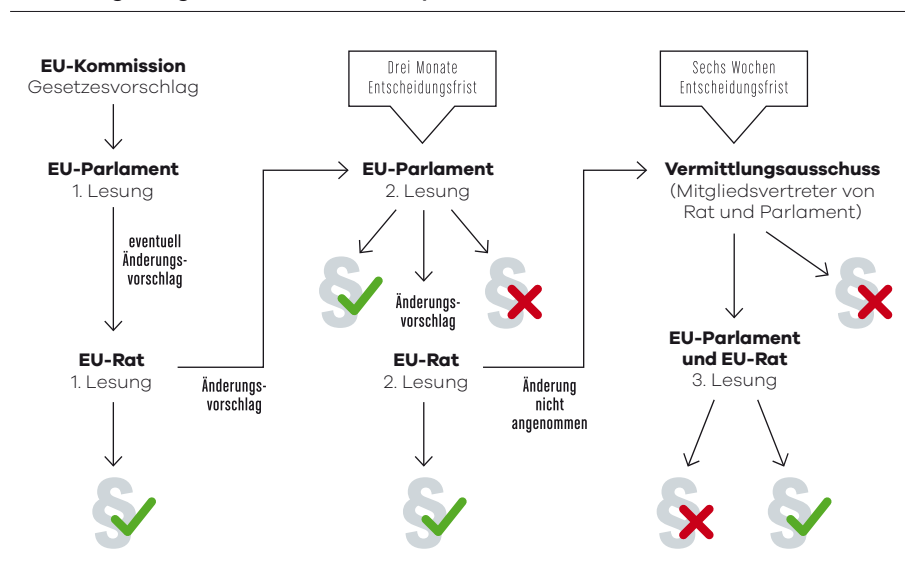 EU-Kommission
Gesetzesvorschlag
EU-Parlament
1. Lesung
eventuell
Änderungs-
vorschlag
EU-Rat
1. Lesung
§
Änderungs-
vorschlag
Drei Monate
Entscheidungsfrist
EU-Parlament
2. Lesung
§
§
Änderungs-
vorschlag
EU-Rat
2. Lesung
§
Änderung
nicht
angenommen
Sechs Wochen
Entscheidungsfrist
Vermittlungsausschuss
(Mitgliedsvertreter von
Rat und Parlament)
§
EU-Parlament
und EU-Rat
3. Lesung
§
§